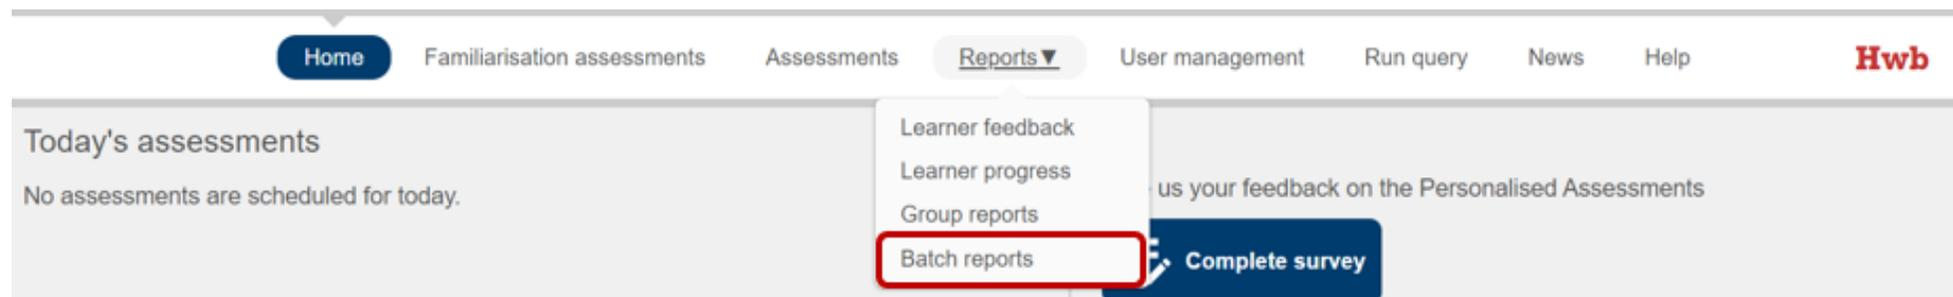 Home Familiarisation assessments Assessments Reports▼ User management Run query News Help Hwb
Today's assessments
No assessments are scheduled for today.
Learner feedback
Learner progress
Group reports
Batch reports
us your feedback on the Personalised Assessments
Complete survey